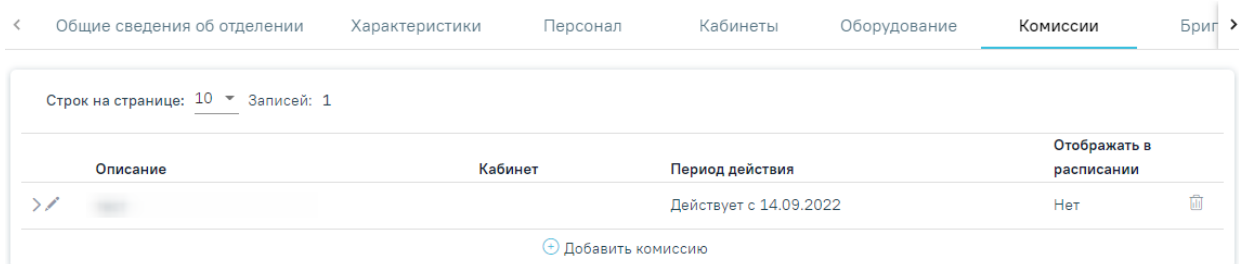 Общие сведения об отделении Характеристики Персонал Кабинеты Оборудование Комиссии
Строк на странице: 10 Записей: 1
Описание Кабинет Период действия Отображать в расписании
Действует с 14.09.2022 Нет
Добавить комиссию